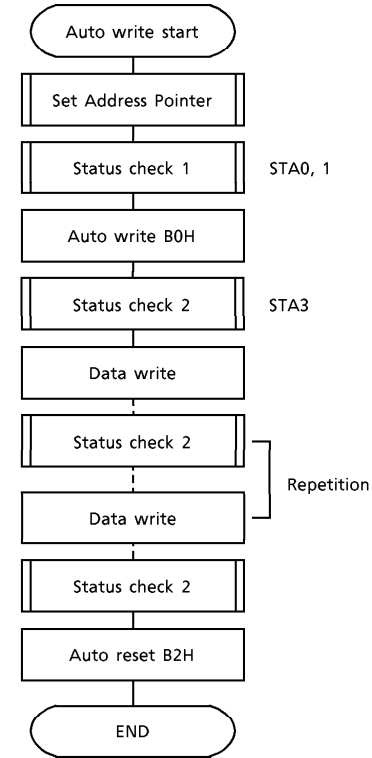 Auto write start
Set Address Pointer
Status check 1
STA0, 1
Auto write B0H
Status check 2
STA3
Data write
Status check 2
Repetition
Data write
Status check 2
Auto reset B2H
END